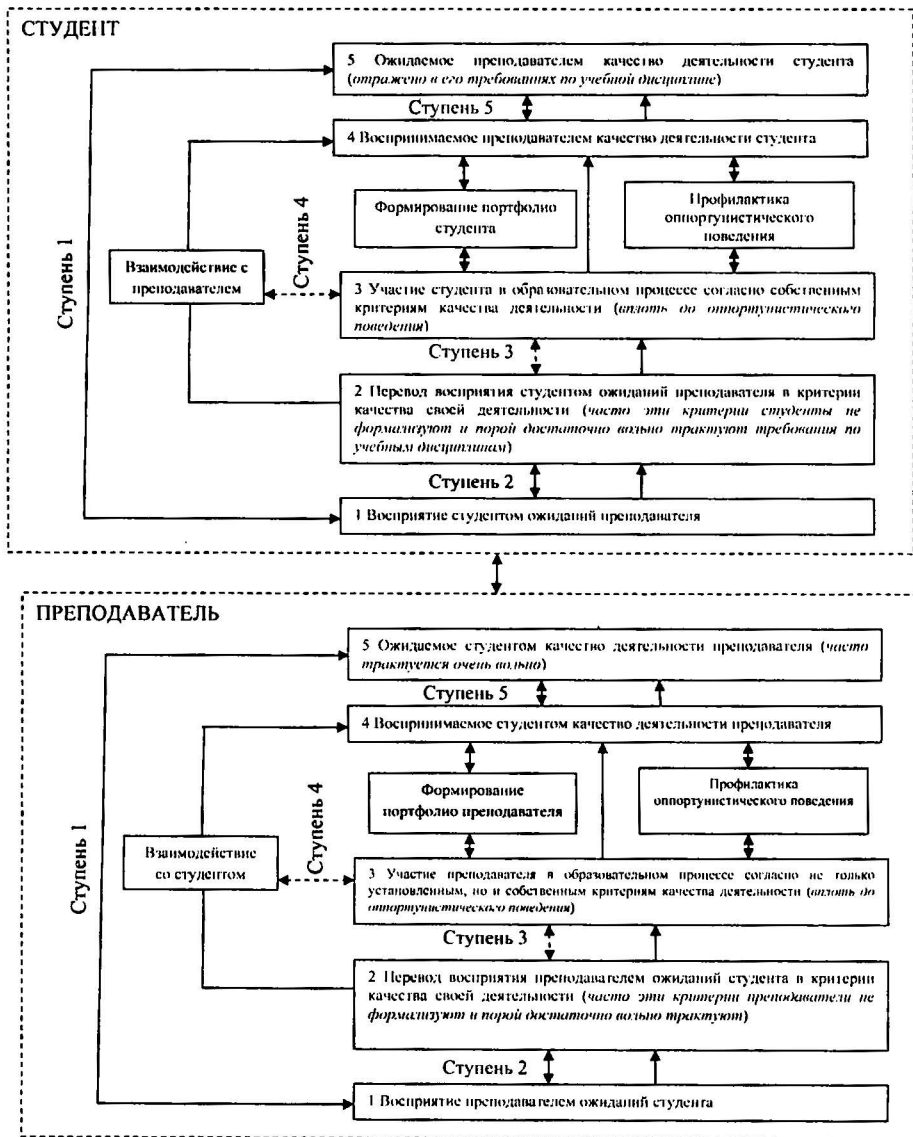 СТУДЕНТ
5 Ожидаемое преподавателем качество деятельности студента
(отражено в его требованиях по учебной дисциплине)
Ступень 5
4 Воспринимаемое преподавателем качество деятельности студента
Формирование портфолио
студента
Профилактика
оппортунистического
поведения
Ступень 4
Ступень 1
Взаимодействие с
преподавателем
3 Участие студента в образовательном процессе согласно собственным
критериям качества деятельности (вплоть до оппортунистического
поведения)
Ступень 3
2 Перевод восприятия студентом ожиданий преподавателя в критерии
качества своей деятельности (часто эти критерии студенты не
формализуют и порой достаточно вольно трактуют требования по
учебным дисциплинам)
Ступень 2
1 Восприятие студентом ожиданий преподавателя
ПРЕПОДАВАТЕЛЬ
5 Ожидаемое студентом качество деятельности преподавателя (часто
трактуется очень вольно)
Ступень 5
4 Воспринимаемое студентом качество деятельности преподавателя
Формирование
портфолио преподавателя
Профилактика
оппортунистического поведения
Ступень 4
Ступень 1
Взаимодействие
со студентом
3 Участие преподавателя в образовательном процессе согласно не только
установленным, но и собственным критериям качества деятельности (вплоть до
оппортунистического поведения)
Ступень 3
2 Перевод восприятия преподавателем ожиданий студента в критерии
качества своей деятельности (часто эти критерии преподаватели не
формализуют и порой достаточно вольно трактуют)
Ступень 2
1 Восприятие преподавателем ожиданий студента